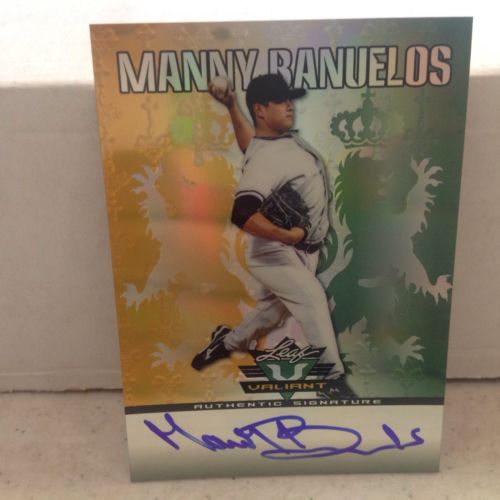 MANNY BANUELOS
Leaf
VALIANT
AUTHENTIC SIGNATURE